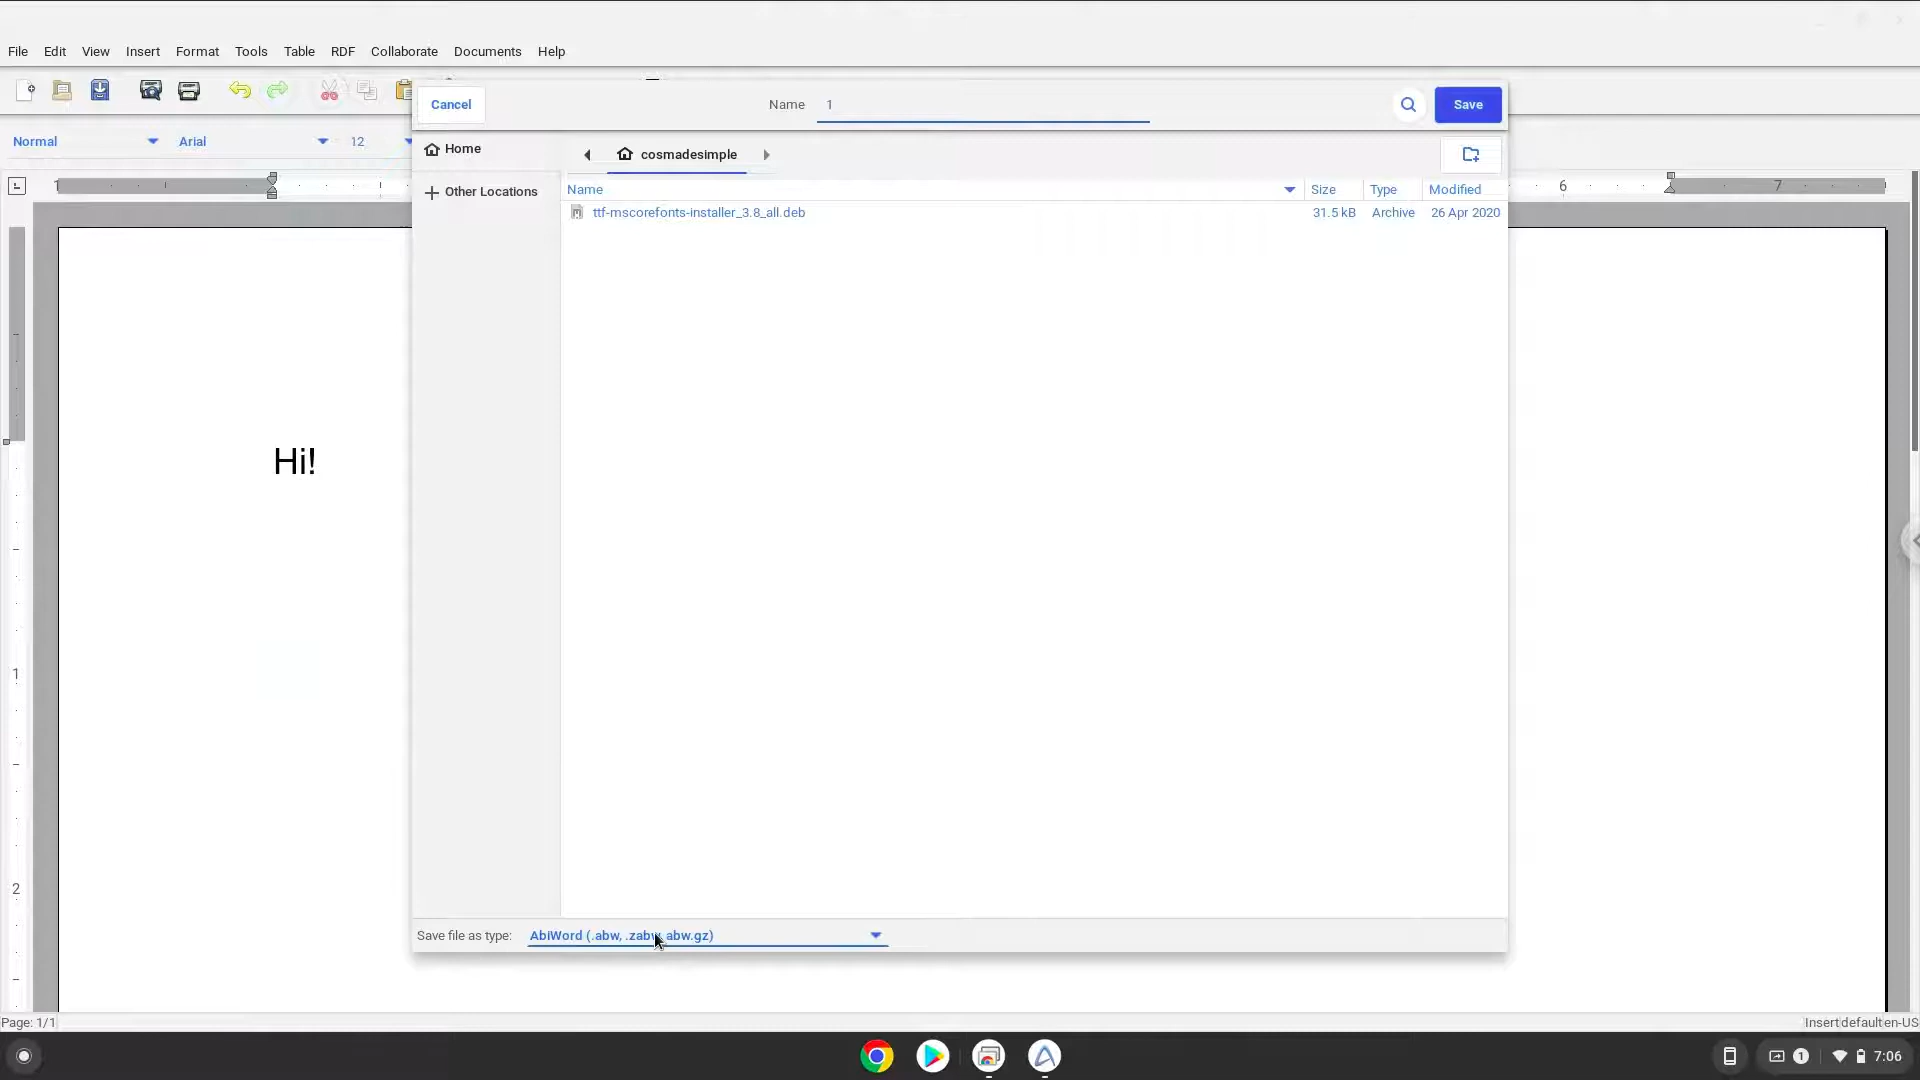 File Edit View Insert Format Tools Table RDF Collaborate Documents Help
Cancel Name 1 Save
Normal Arial 12
Home cosmadesimple
Other Locations
Name Size Type Modified
ttf-mscorefonts-installer_3.8_all.deb 31.5 kB Archive 26 Apr 2020
6 7
Hi!
1
2
Save file as type: AbiWord (.abw, .zabw, abw.gz)
Page: 1/1 Insert default en-US
1 7:06